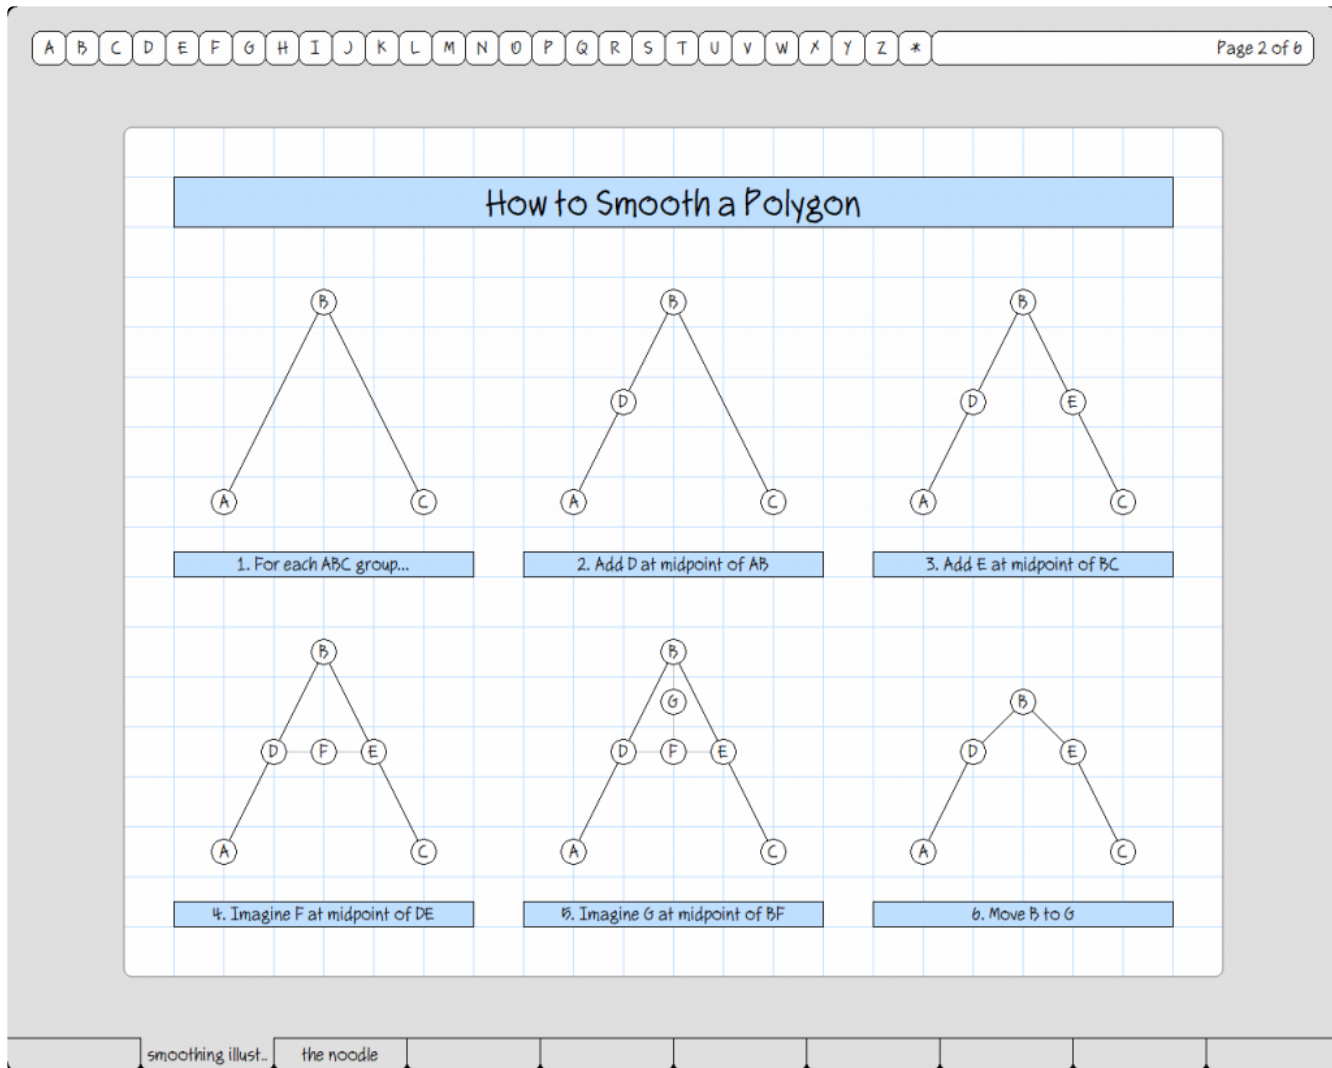 A B C D E F G H I J K L M N O P Q R S T U V W X Y Z * Page 2 of 6
How to Smooth a Polygon
B B B
D D E
A C A C A C
1. For each ABC group... 2. Add D at midpoint of AB 3. Add E at midpoint of BC
B B
G B
D F E D F E D E
A C A C A C
4. Imagine F at midpoint of DE 5. Imagine G at midpoint of BF 6. Move B to G
smoothing illust.. the noodle